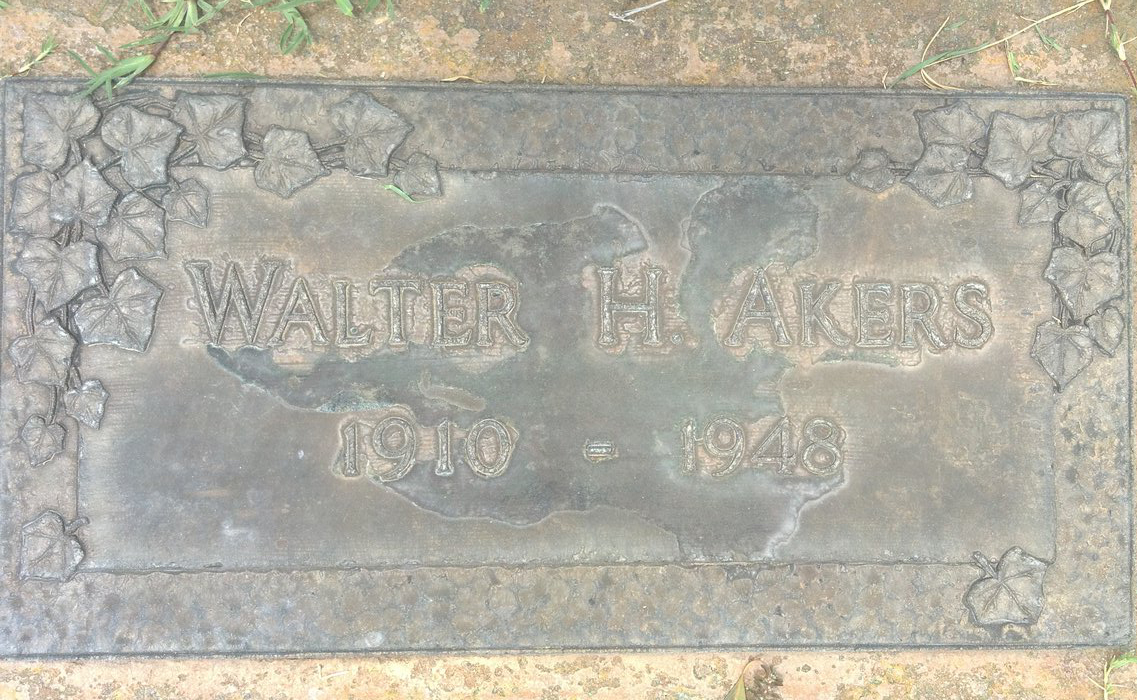 WALTER H. AKERS
1910 - 1948